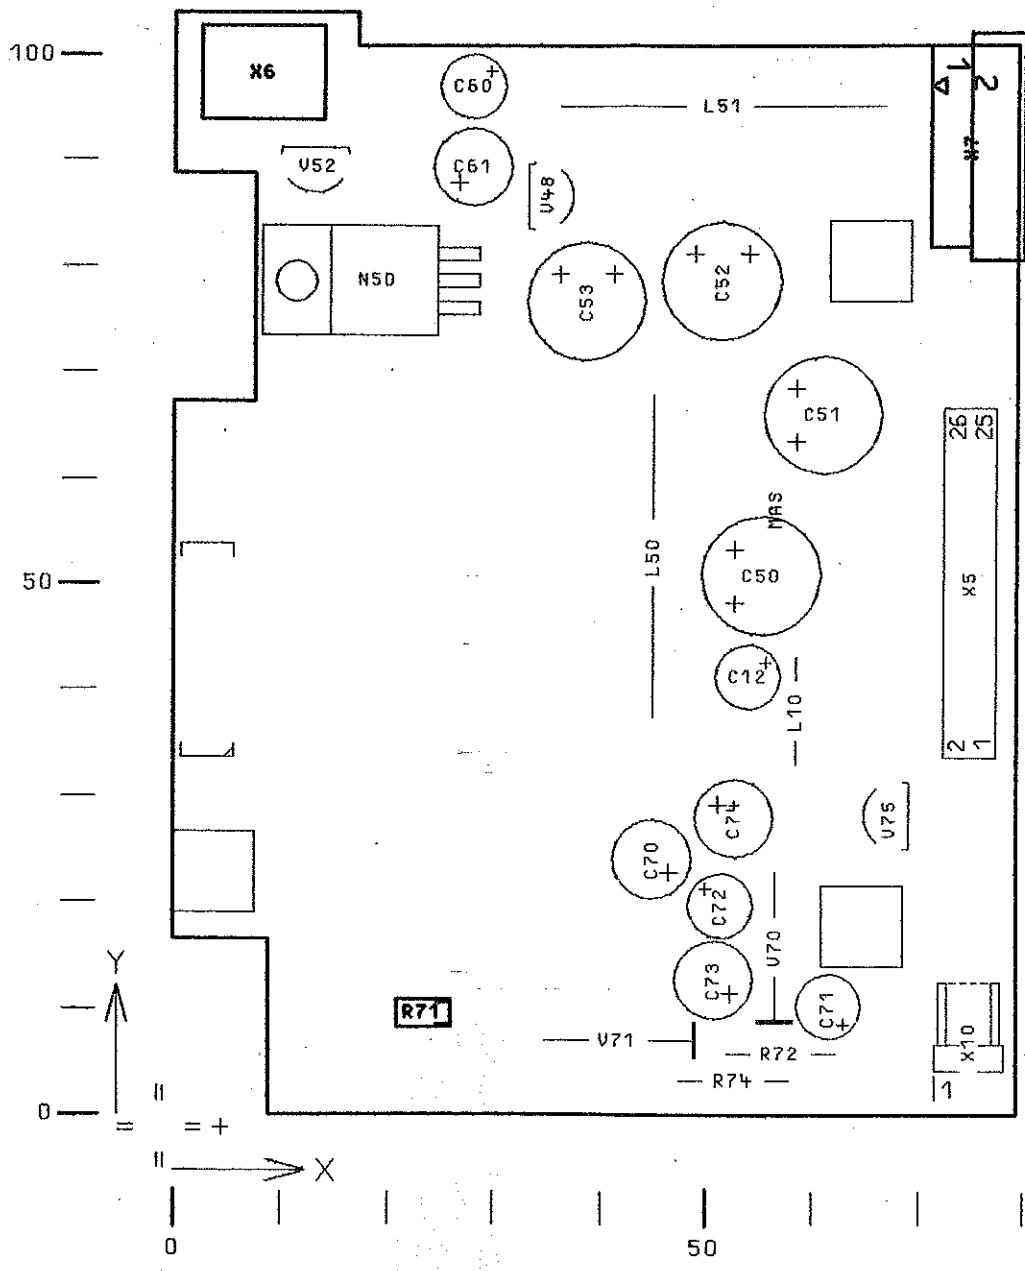 100
X6
C60
+
L51
1
2
X7
V52
C61
+
V48
N50
+ +
C53
+ +
C52
+
C51
+
26
25
MAS
50
L50
+
C50
+
X5
C12
+
L10
2
1
+
C74
V75
C70
+
+
C72
V70
Y
C73
+
R71
C71
+
V71
R72
X10
R74
1
0
=
= = +
=
X
0
50